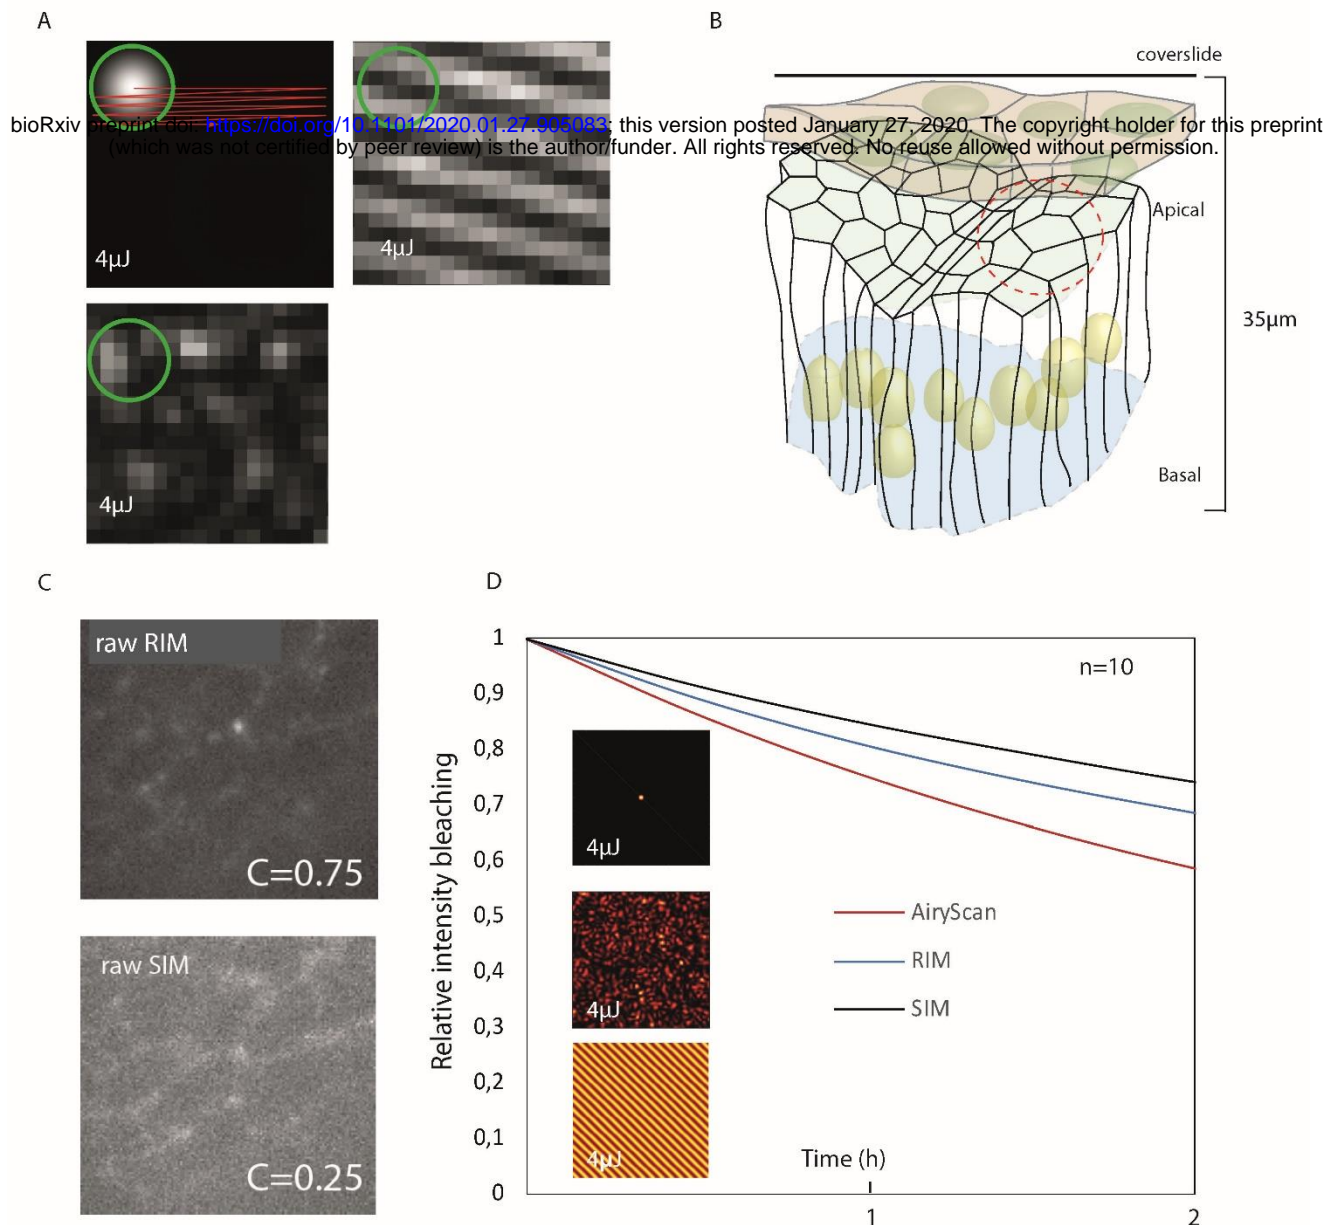 A
B
coverslide
bioRxiv preprint doi: https://doi.org/10.1101/2020.01.27.905083; this version posted January 27, 2020. The copyright holder for this preprint
(which was not certified by peer review) is the author/funder. All rights reserved. No reuse allowed without permission.
4µJ
4µJ
Apical
35µm
4µJ
Basal
C
D
raw RIM
C=0.75
raw SIM
C=0.25
Relative intensity bleaching
1
0,9
0,8
0,7
0,6
0,5
0,4
0,3
0,2
0,1
0
n=10
4µJ
4µJ
4µJ
AiryScan
RIM
SIM
Time (h)
1
2